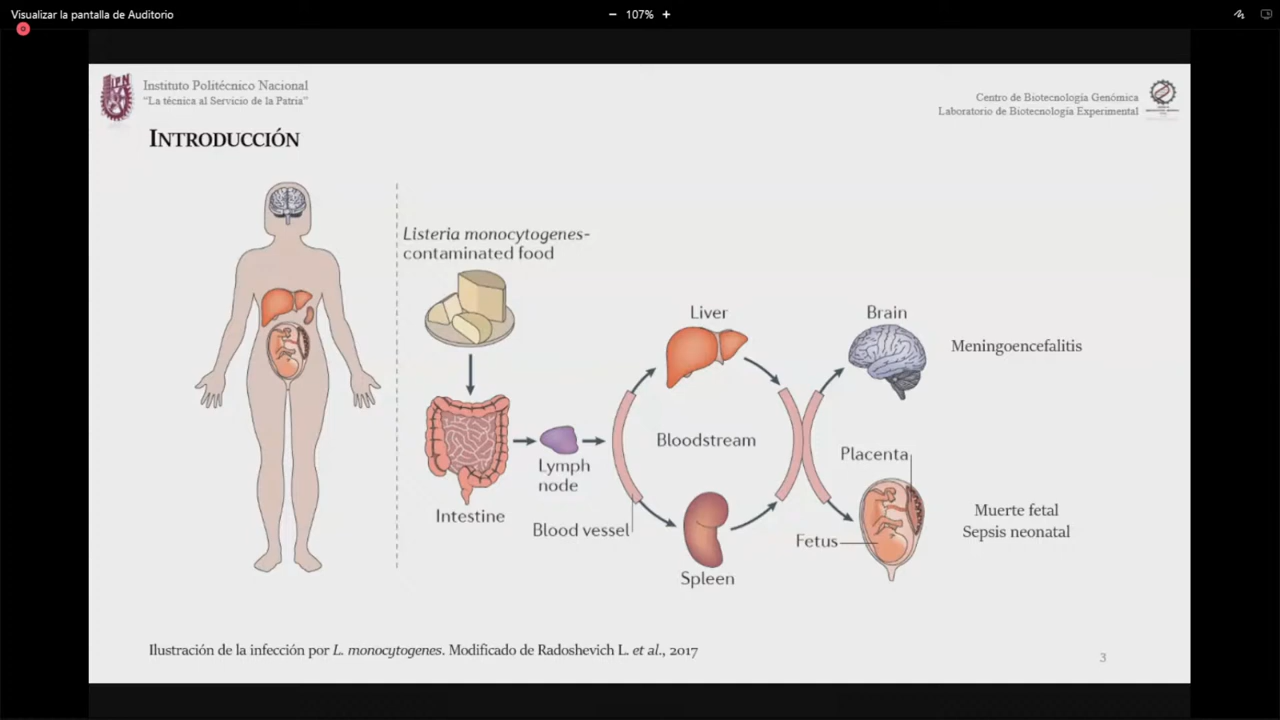 Visualizar la pantalla de Auditorio
− 107% +
Instituto Politécnico Nacional
"La técnica al Servicio de la Patria"
Centro de Biotecnología Genómica
Laboratorio de Biotecnología Experimental
INTRODUCCIÓN
Listeria monocytogenes-
contaminated food
Liver
Brain
Meningoencefalitis
Bloodstream
Placenta
Lymph
node
Intestine
Blood vessel
Muerte fetal
Sepsis neonatal
Fetus
Spleen
Ilustración de la infección por L. monocytogenes. Modificado de Radoshevich L. et al., 2017
3